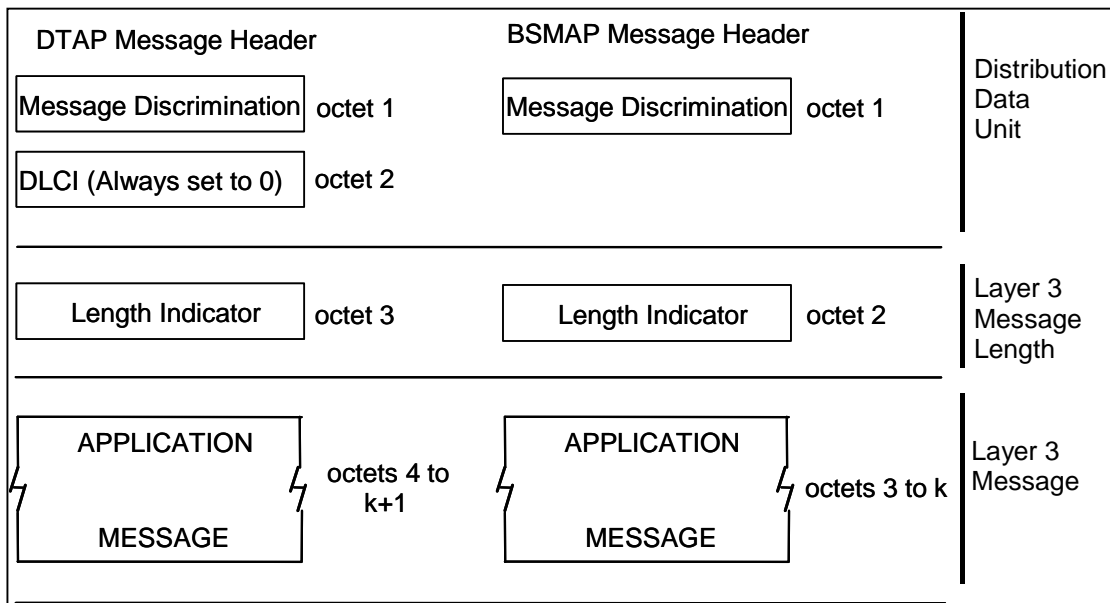 DTAP Message Header
BSMAP Message Header
Message Discrimination
octet 1
Message Discrimination
octet 1
Distribution
Data
Unit
DLCI (Always set to 0)
octet 2
Length Indicator
octet 3
Length Indicator
octet 2
Layer 3
Message
Length
APPLICATION
MESSAGE
octets 4 to
k+1
APPLICATION
MESSAGE
octets 3 to k
Layer 3
Message